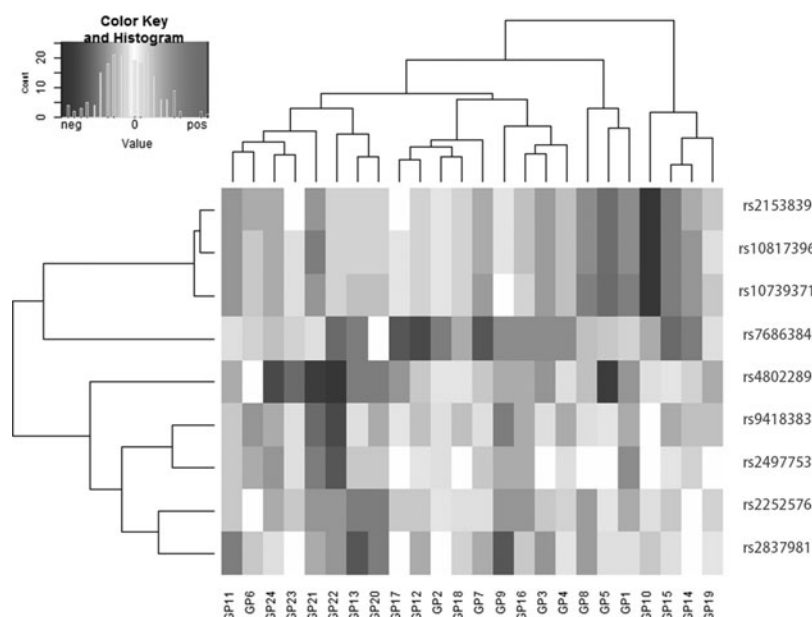 Color Key
and Histogram
Count
0 10 20
neg 0 pos
Value
rs2153839
rs10817396
rs10739371
rs7686384
rs4802289
rs9418383
rs2497753
rs2252576
rs2837981
GP11 GP6 GP24 GP23 GP21 GP22 GP13 GP20 GP17 GP12 GP2 GP18 GP7 GP9 GP16 GP3 GP4 GP8 GP5 GP1 GP10 GP15 GP14 GP19